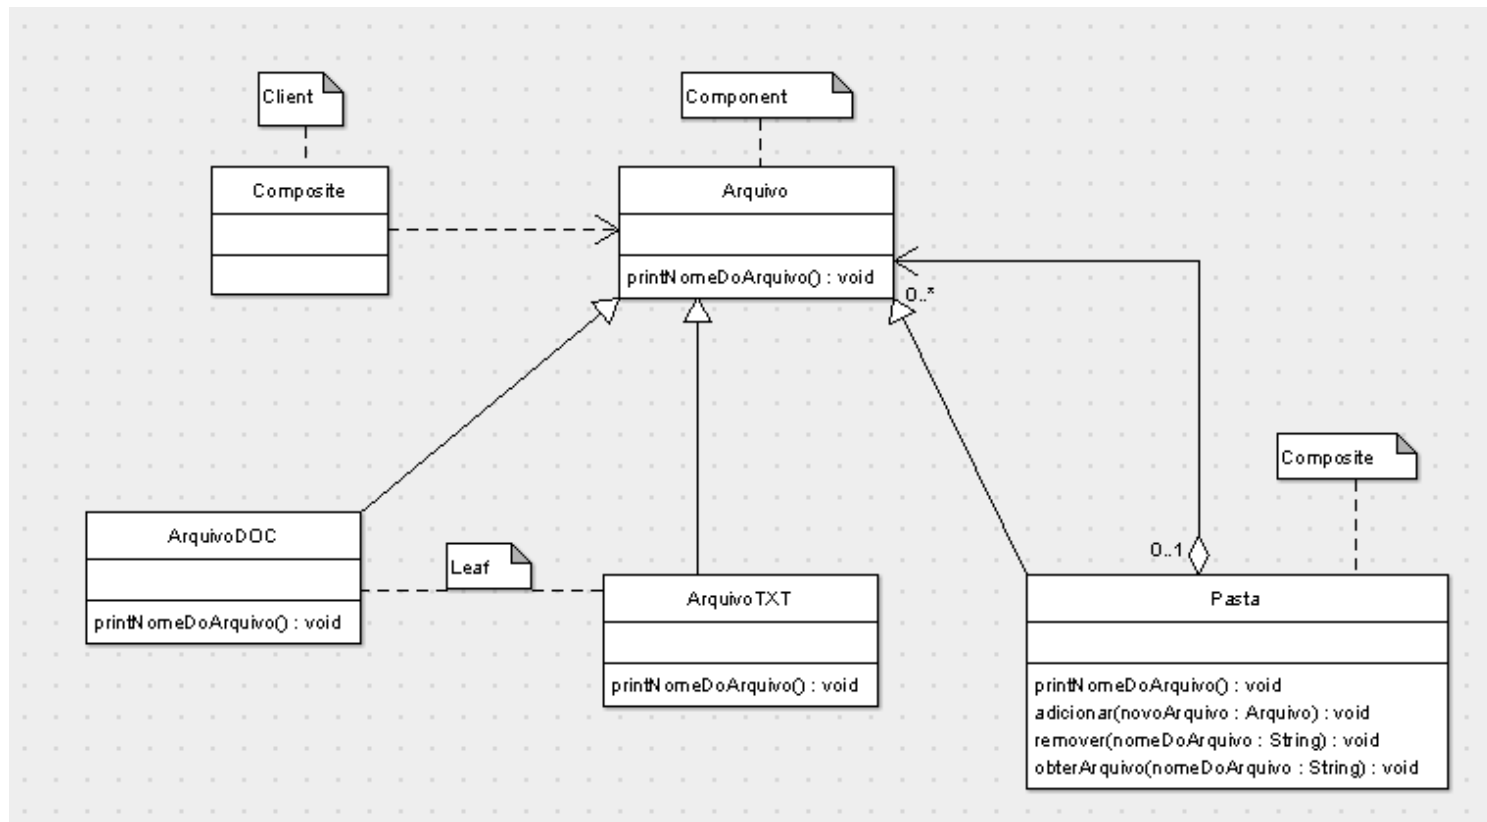 Client
Component
Composite
Arquivo
printNomeDoArquivo() : void
0..*
Composite
ArquivoDOC
printNomeDoArquivo() : void
Leaf
ArquivoTXT
printNomeDoArquivo() : void
0..1
Pasta
printNomeDoArquivo() : void
adicionar(novoArquivo : Arquivo) : void
remover(nomeDoArquivo : String) : void
obterArquivo(nomeDoArquivo : String) : void